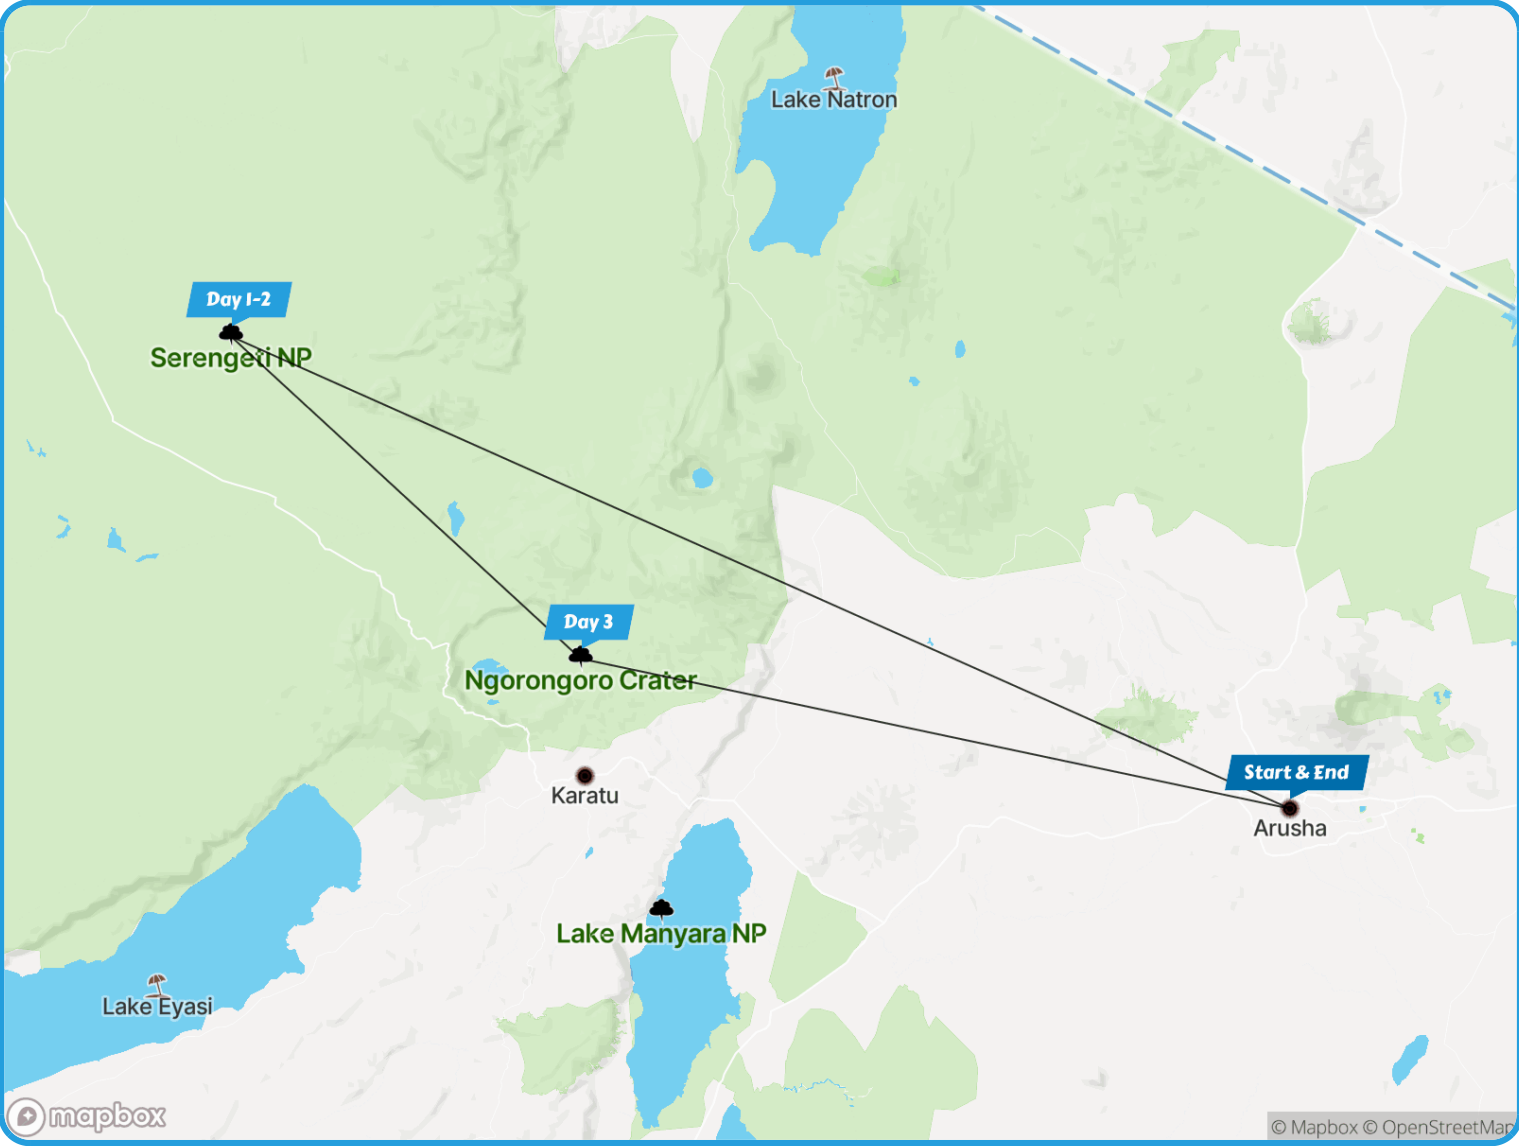 Lake Natron
Day 1-2
Serengeti NP
Day 3
Ngorongoro Crater
Start & End
Karatu
Arusha
Lake Manyara NP
Lake Eyasi
mapbox
© Mapbox © OpenStreetMap